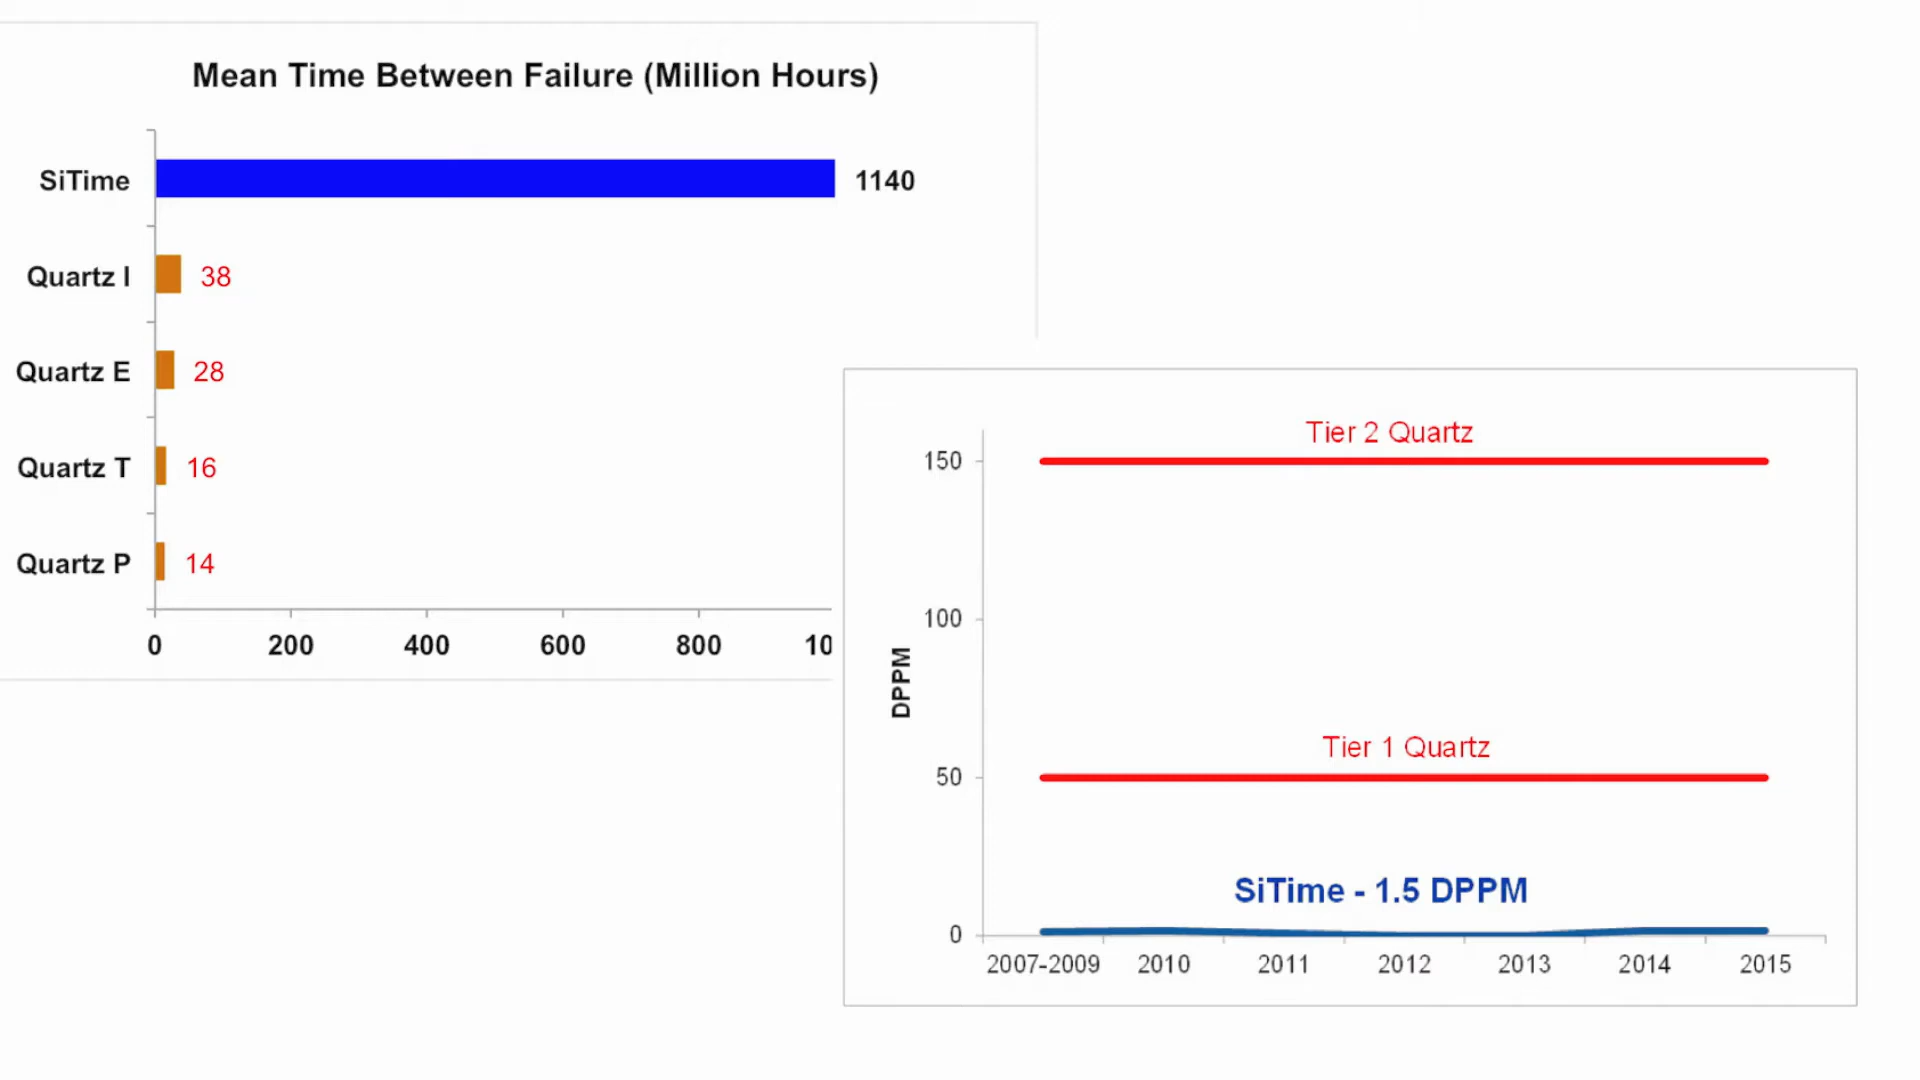 Mean Time Between Failure (Million Hours)
SiTime 1140
Quartz I 38
Quartz E 28
Quartz T 16
Quartz P 14
0 200 400 600 800 10
Tier 2 Quartz
150
100
DPPM
Tier 1 Quartz
50
SiTime - 1.5 DPPM
0
2007-2009 2010 2011 2012 2013 2014 2015